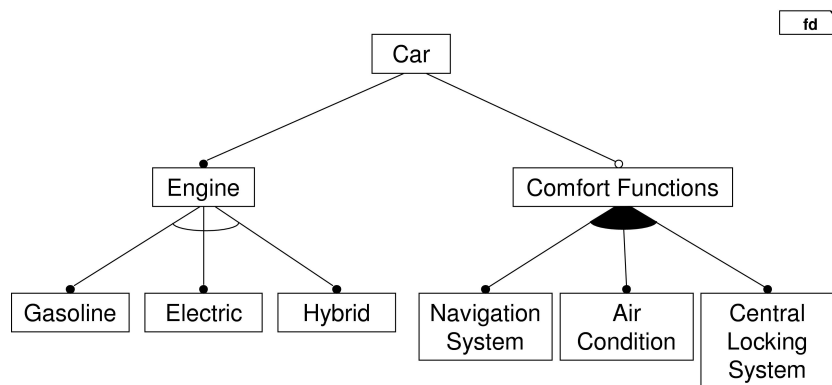 fd
Car
Engine
Comfort Functions
Gasoline
Electric
Hybrid
Navigation
System
Air
Condition
Central
Locking
System